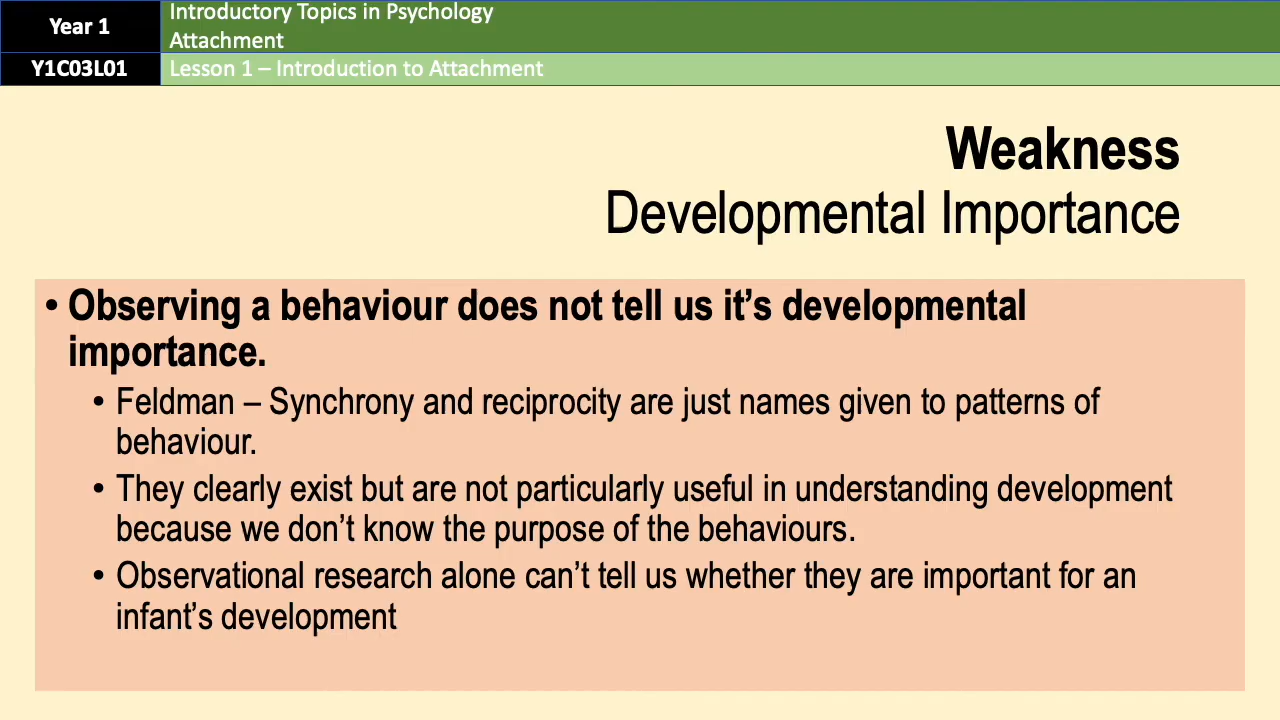 Year 1
Introductory Topics in Psychology
Attachment
Y1C03L01
Lesson 1 – Introduction to Attachment
Weakness
Developmental Importance
• Observing a behaviour does not tell us it’s developmental
importance.
• Feldman – Synchrony and reciprocity are just names given to patterns of
behaviour.
• They clearly exist but are not particularly useful in understanding development
because we don’t know the purpose of the behaviours.
• Observational research alone can’t tell us whether they are important for an
infant’s development